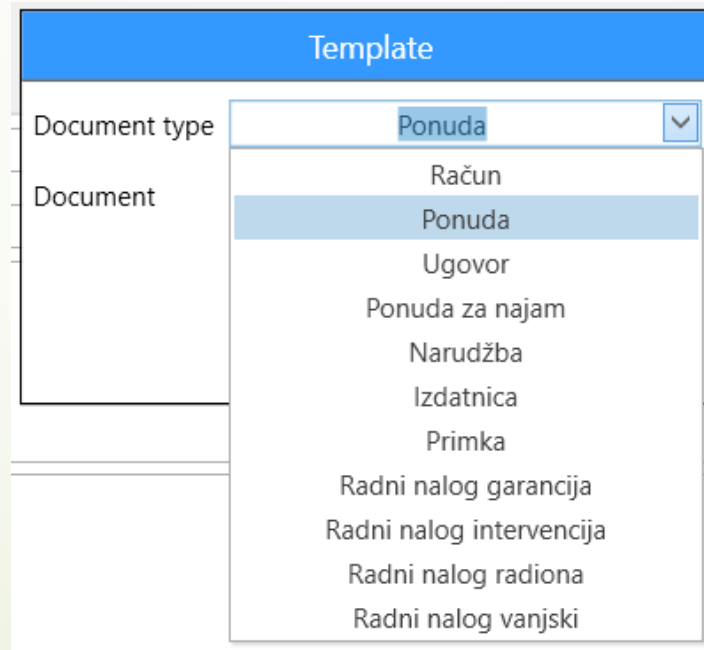 Template
Document type Ponuda
Document
Račun
Ponuda
Ugovor
Ponuda za najam
Narudžba
Izdatnica
Primka
Radni nalog garancija
Radni nalog intervencija
Radni nalog radiona
Radni nalog vanjski